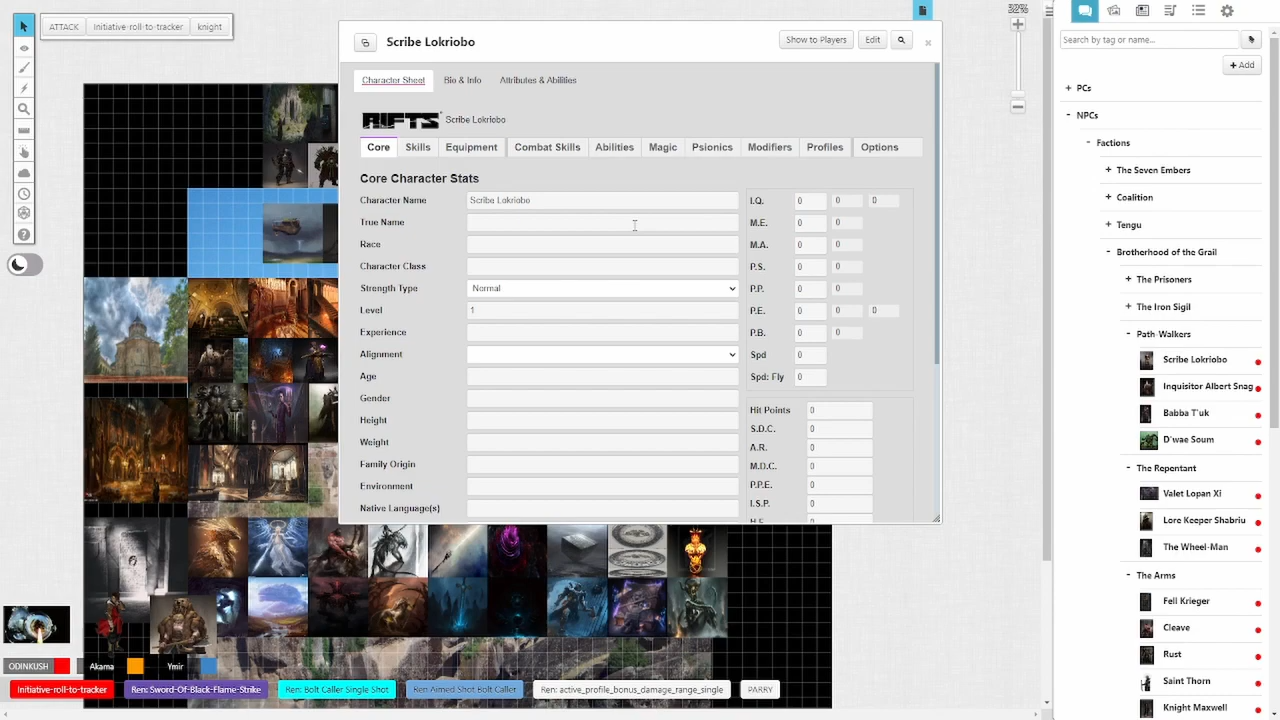 ATTACK Initiative-roll-to-tracker knight
32%
Scribe Lokriobo
Show to Players Edit
Character Sheet Bio & Info Attributes & Abilities
RIFTS Scribe Lokriobo
Core Skills Equipment Combat Skills Abilities Magic Psionics Modifiers Profiles Options
Core Character Stats
Character Name Scribe Lokriobo
True Name
Race
Character Class
Strength Type Normal
Level 1
Experience
Alignment
Age
Gender
Height
Weight
Family Origin
Environment
Native Language(s)
I.Q. 0 0 0
M.E. 0 0
M.A. 0 0
P.S. 0 0
P.P. 0 0
P.E. 0 0 0
P.B. 0 0
Spd 0
Spd: Fly 0
Hit Points 0
S.D.C. 0
A.R. 0
M.D.C. 0
P.P.E. 0
I.S.P. 0
Search by tag or name...
+ Add
+ PCs
- NPCs
- Factions
+ The Seven Embers
+ Coalition
+ Tengu
- Brotherhood of the Grail
+ The Prisoners
+ The Iron Sigil
- Path-Walkers
Scribe Lokriobo
Inquisitor Albert Snag
Babba T'uk
D'wae Soum
- The Repentant
Valet Lopan Xi
Lore Keeper Shabriu
The Wheel-Man
- The Arms
Fell Krieger
Cleave
Rust
Saint Thorn
Knight Maxwell
ODINKUSH Akama Ymir
Initiative-roll-to-tracker Ren: Sword-Of-Black-Flame-Strike Ren: Bolt Caller Single Shot Ren Aimed Shot Bolt Caller Ren: active_profile_bonus_damage_range_single PARRY